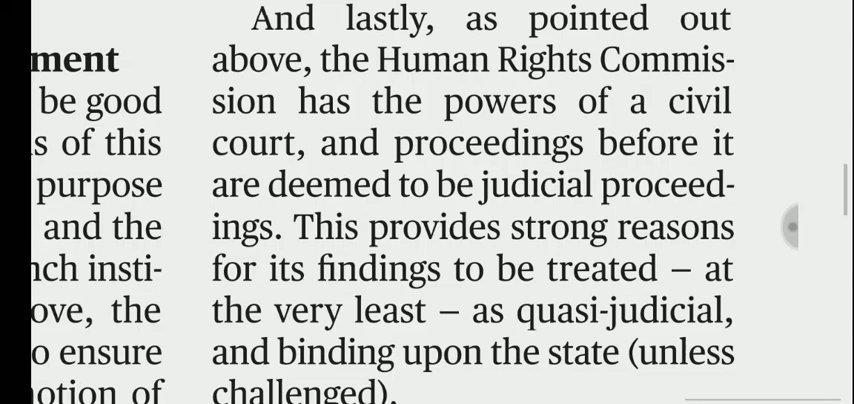 ment
be good
s of this
purpose
and the
nch insti-
ove, the
o ensure
notion of
And lastly, as pointed out
above, the Human Rights Commis-
sion has the powers of a civil
court, and proceedings before it
are deemed to be judicial proceed-
ings. This provides strong reasons
for its findings to be treated – at
the very least – as quasi-judicial,
and binding upon the state (unless
challenged).